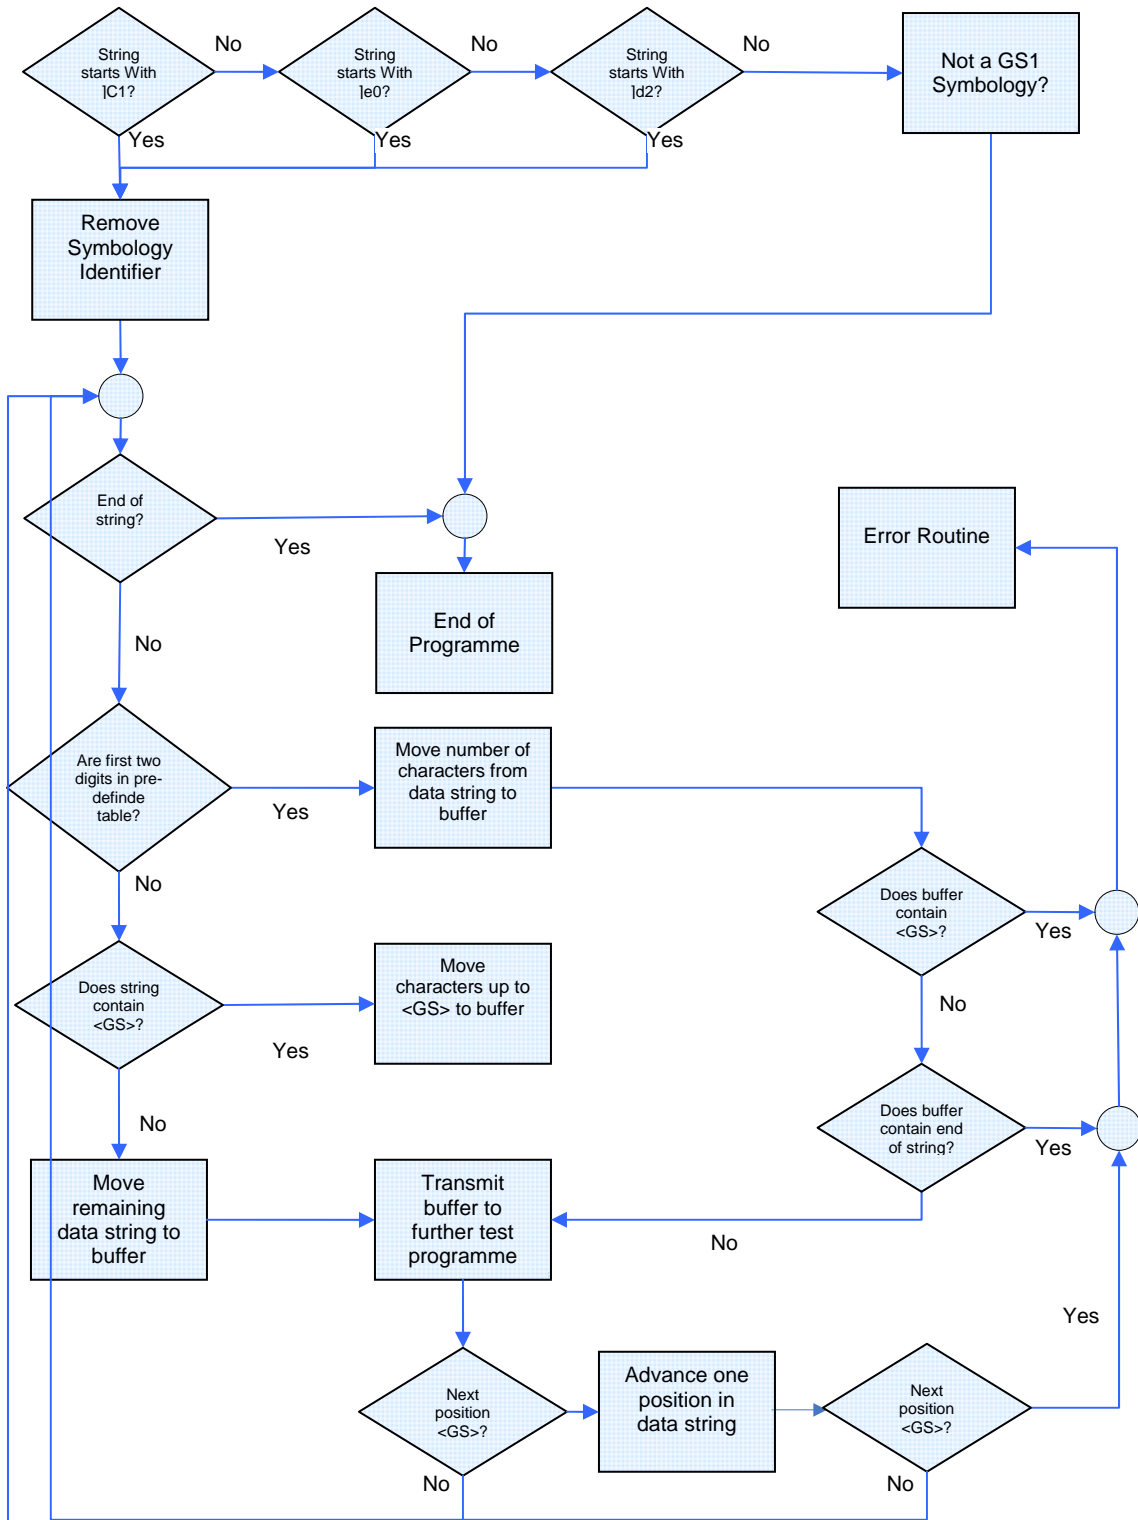 String
starts With
]C1?
No
String
starts With
]e0?
No
String
starts With
]d2?
No
Not a GS1
Symbology?
Yes
Yes
Yes
Remove
Symbology
Identifier
End of
string?
Yes
No
End of
Programme
Error Routine
Are first two
digits in pre-
definde
table?
Yes
No
Move number of
characters from
data string to
buffer
Does buffer
contain
<GS>?
Yes
No
Does string
contain
<GS>?
Yes
No
Move
characters up to
<GS> to buffer
Does buffer
contain end
of string?
Yes
No
Move
remaining
data string to
buffer
Transmit
buffer to
further test
programme
Next
position
<GS>?
No
Advance one
position in
data string
Next
position
<GS>?
Yes
No